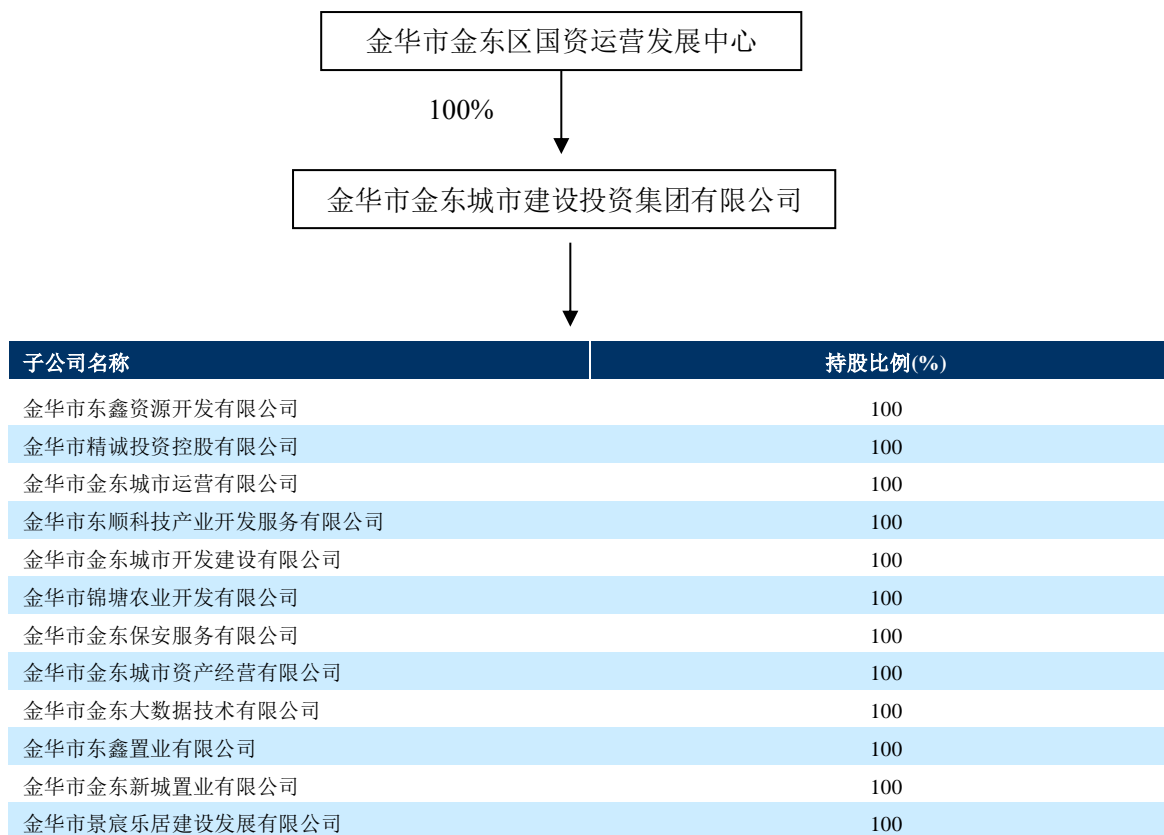 金华市金东区国资运营发展中心
100%
金华市金东城市建设投资集团有限公司
子公司名称 持股比例(%)
金华市东鑫资源开发有限公司 100
金华市精诚投资控股有限公司 100
金华市金东城市运营有限公司 100
金华市东顺科技产业开发服务有限公司 100
金华市金东城市开发建设有限公司 100
金华市锦塘农业开发有限公司 100
金华市金东保安服务有限公司 100
金华市金东城市资产经营有限公司 100
金华市金东大数据技术有限公司 100
金华市东鑫置业有限公司 100
金华市金东新城置业有限公司 100
金华市景宸乐居建设发展有限公司 100